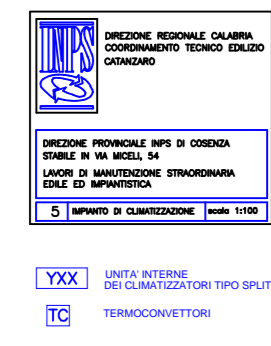 INPS
DIREZIONE REGIONALE CALABRIA
COORDINAMENTO TECNICO EDILIZIO
CATANZARO
DIREZIONE PROVINCIALE INPS DI COSENZA
STABILE IN VIA MICELI, 54
LAVORI DI MANUTENZIONE STRAORDINARIA
EDILE ED IMPIANTISTICA
5 IMPIANTO DI CLIMATIZZAZIONE scala 1:100
YXX UNITA' INTERNE
DEI CLIMATIZZATORI TIPO SPLIT
TC TERMOCONVETTORI